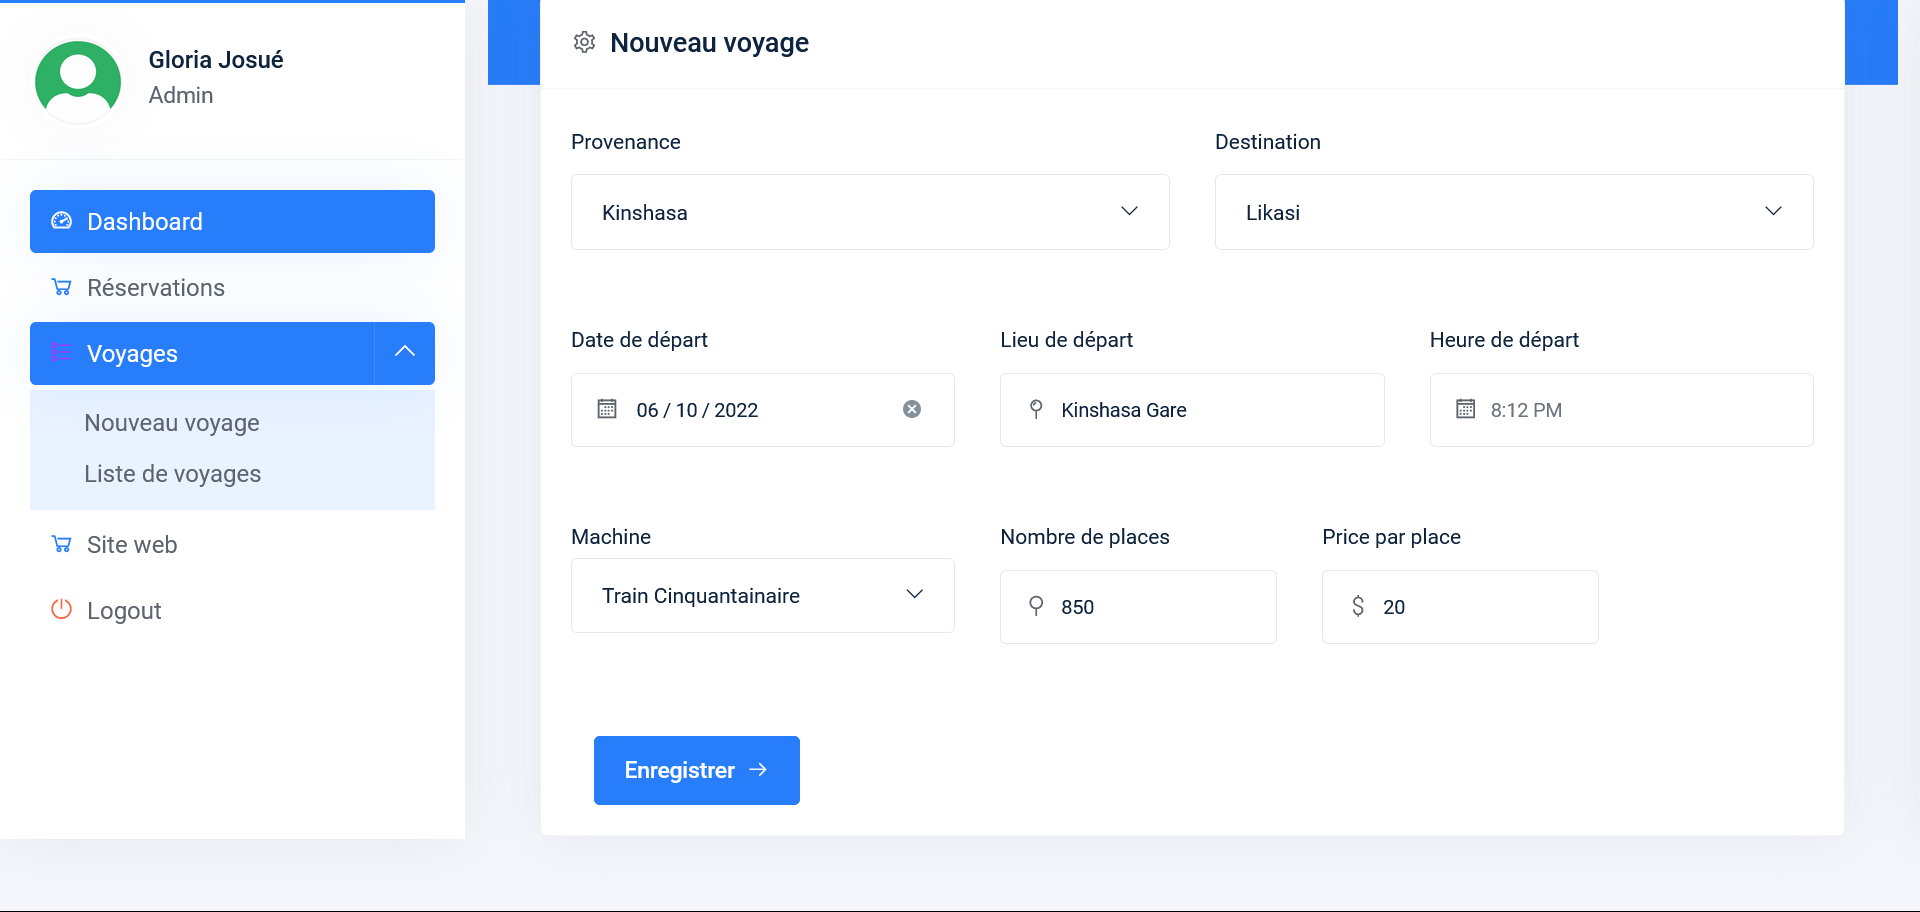 Gloria Josué
Admin
Dashboard
Réservations
Voyages
Nouveau voyage
Liste de voyages
Site web
Logout
Nouveau voyage
Provenance
Destination
Kinshasa
Likasi
Date de départ
Lieu de départ
Heure de départ
06 / 10 / 2022
Kinshasa Gare
8:12 PM
Machine
Nombre de places
Price par place
Train Cinquantainaire
850
$ 20
Enregistrer